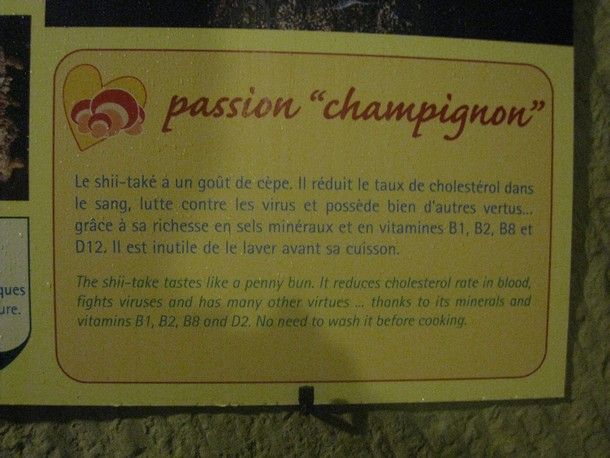 passion "champignon"
Le shii-také à un goût de cèpe. Il réduit le taux de cholestérol dans
le sang, lutte contre les virus et possède bien d'autres vertus...
grâce à sa richesse en sels minéraux et en vitamines B1, B2, B8 et
D12. Il est inutile de le laver avant sa cuisson.
The shii-take tastes like a penny bun. It reduces cholesterol rate in blood,
fights viruses and has many other virtues ... thanks to its minerals and
vitamins B1, B2, B8 and D2. No need to wash it before cooking.
ques
ure.